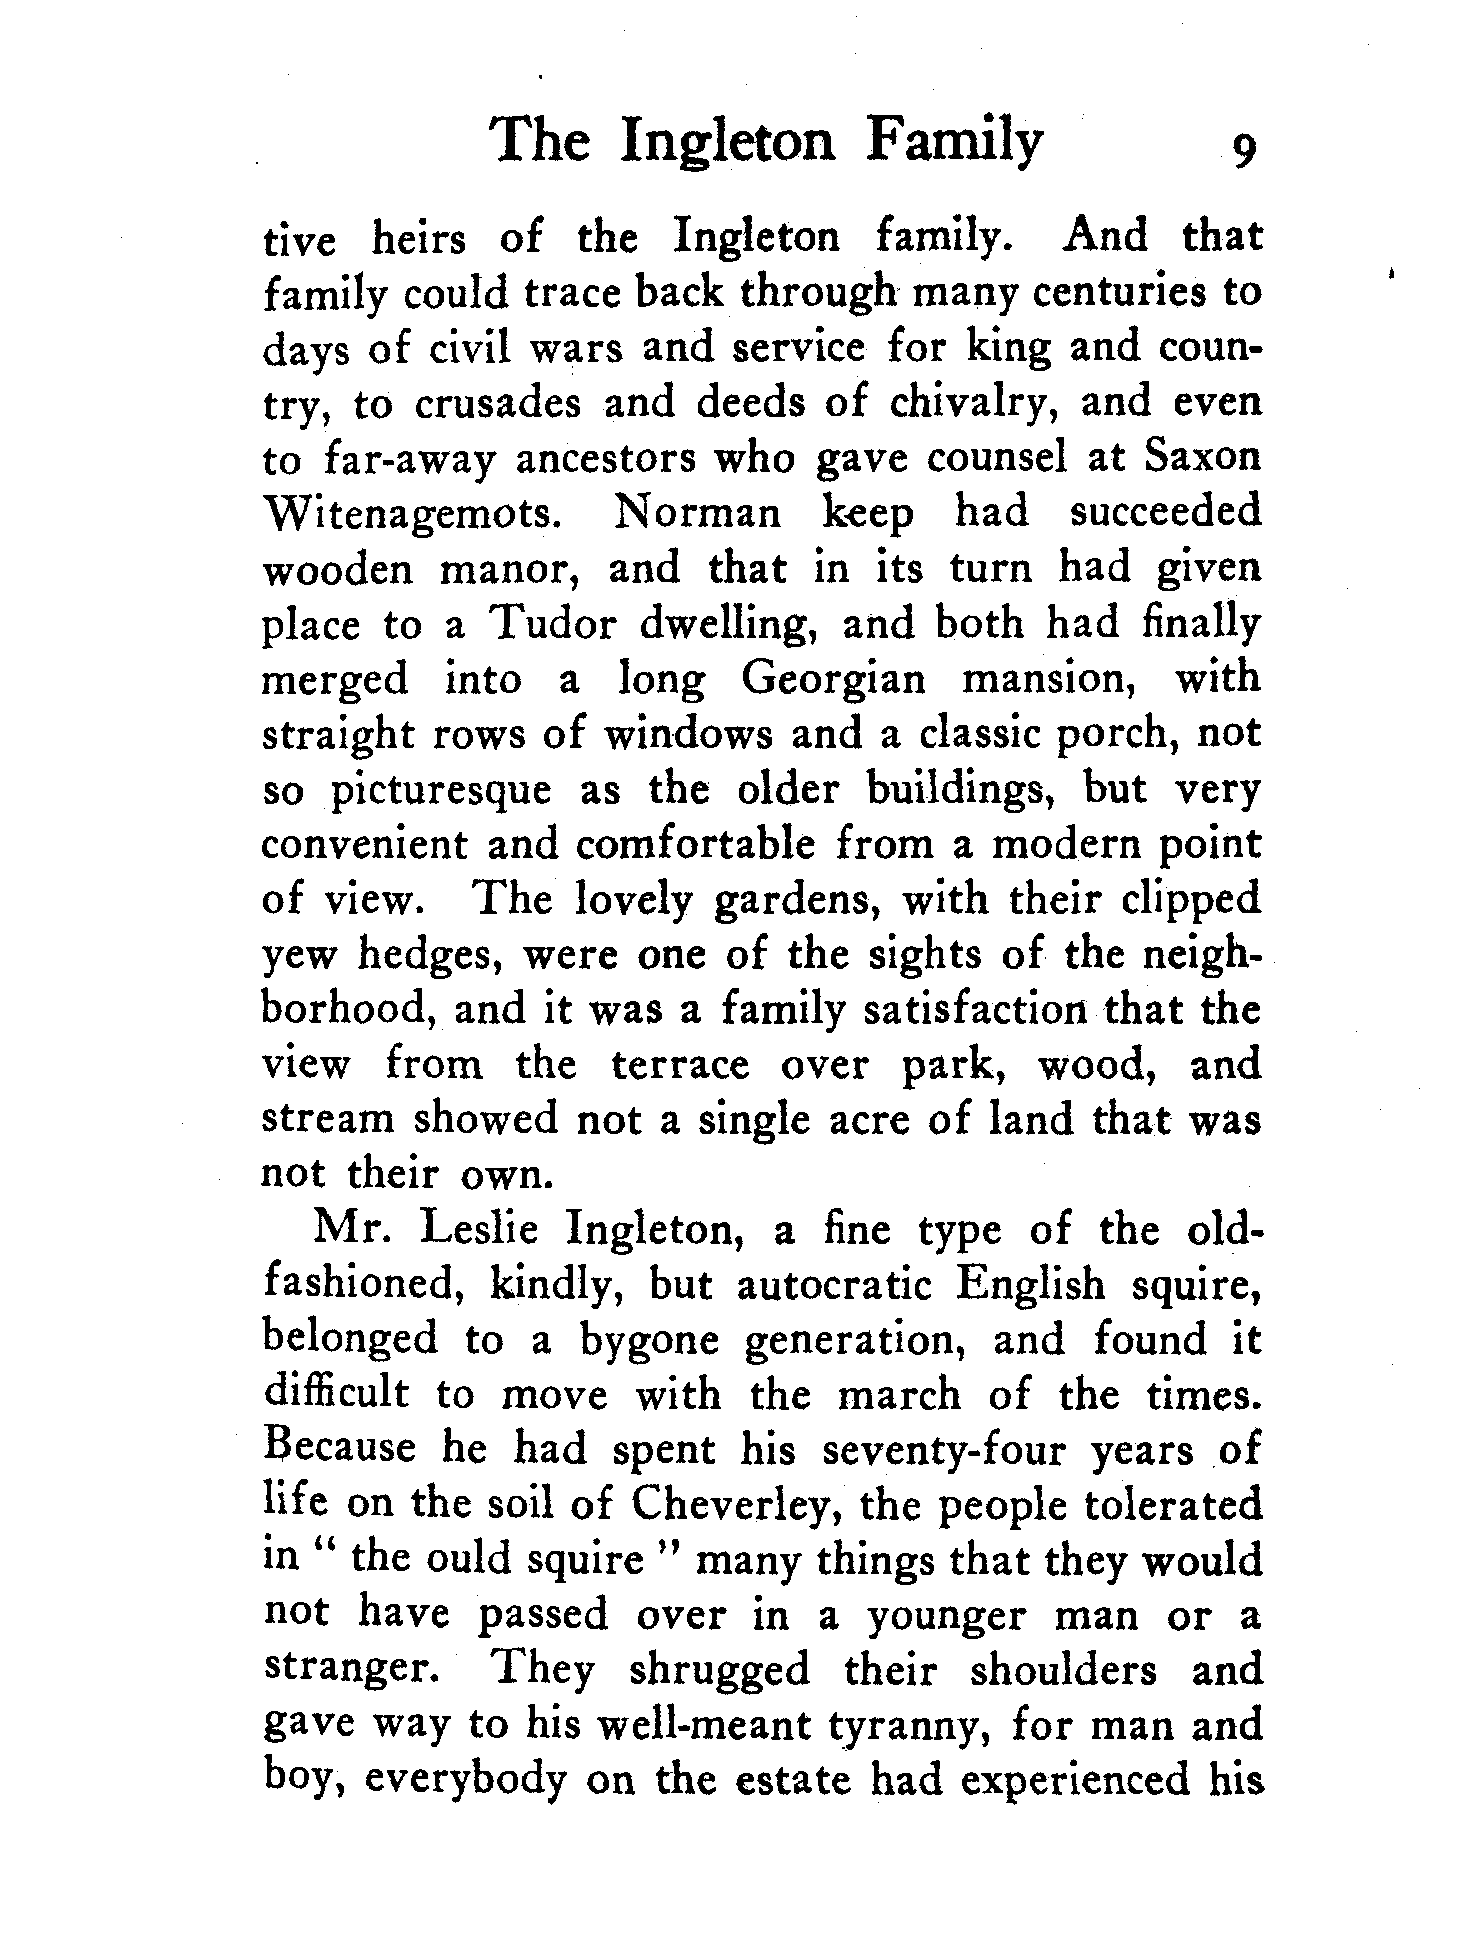 The Ingleton Family 9
tive heirs of the Ingleton family. And that
family could trace back through many centuries to
days of civil wars and service for king and coun-
try, to crusades and deeds of chivalry, and even
to far-away ancestors who gave counsel at Saxon
Witenagemots. Norman keep had succeeded
wooden manor, and that in its turn had given
place to a Tudor dwelling, and both had finally
merged into a long Georgian mansion, with
straight rows of windows and a classic porch, not
so picturesque as the older buildings, but very
convenient and comfortable from a modern point
of view. The lovely gardens, with their clipped
yew hedges, were one of the sights of the neigh-
borhood, and it was a family satisfaction that the
view from the terrace over park, wood, and
stream showed not a single acre of land that was
not their own.
Mr. Leslie Ingleton, a fine type of the old-
fashioned, kindly, but autocratic English squire,
belonged to a bygone generation, and found it
difficult to move with the march of the times.
Because he had spent his seventy-four years of
life on the soil of Cheverley, the people tolerated
in “ the ould squire ” many things that they would
not have passed over in a younger man or a
stranger. They shrugged their shoulders and
gave way to his well-meant tyranny, for man and
boy, everybody on the estate had experienced his